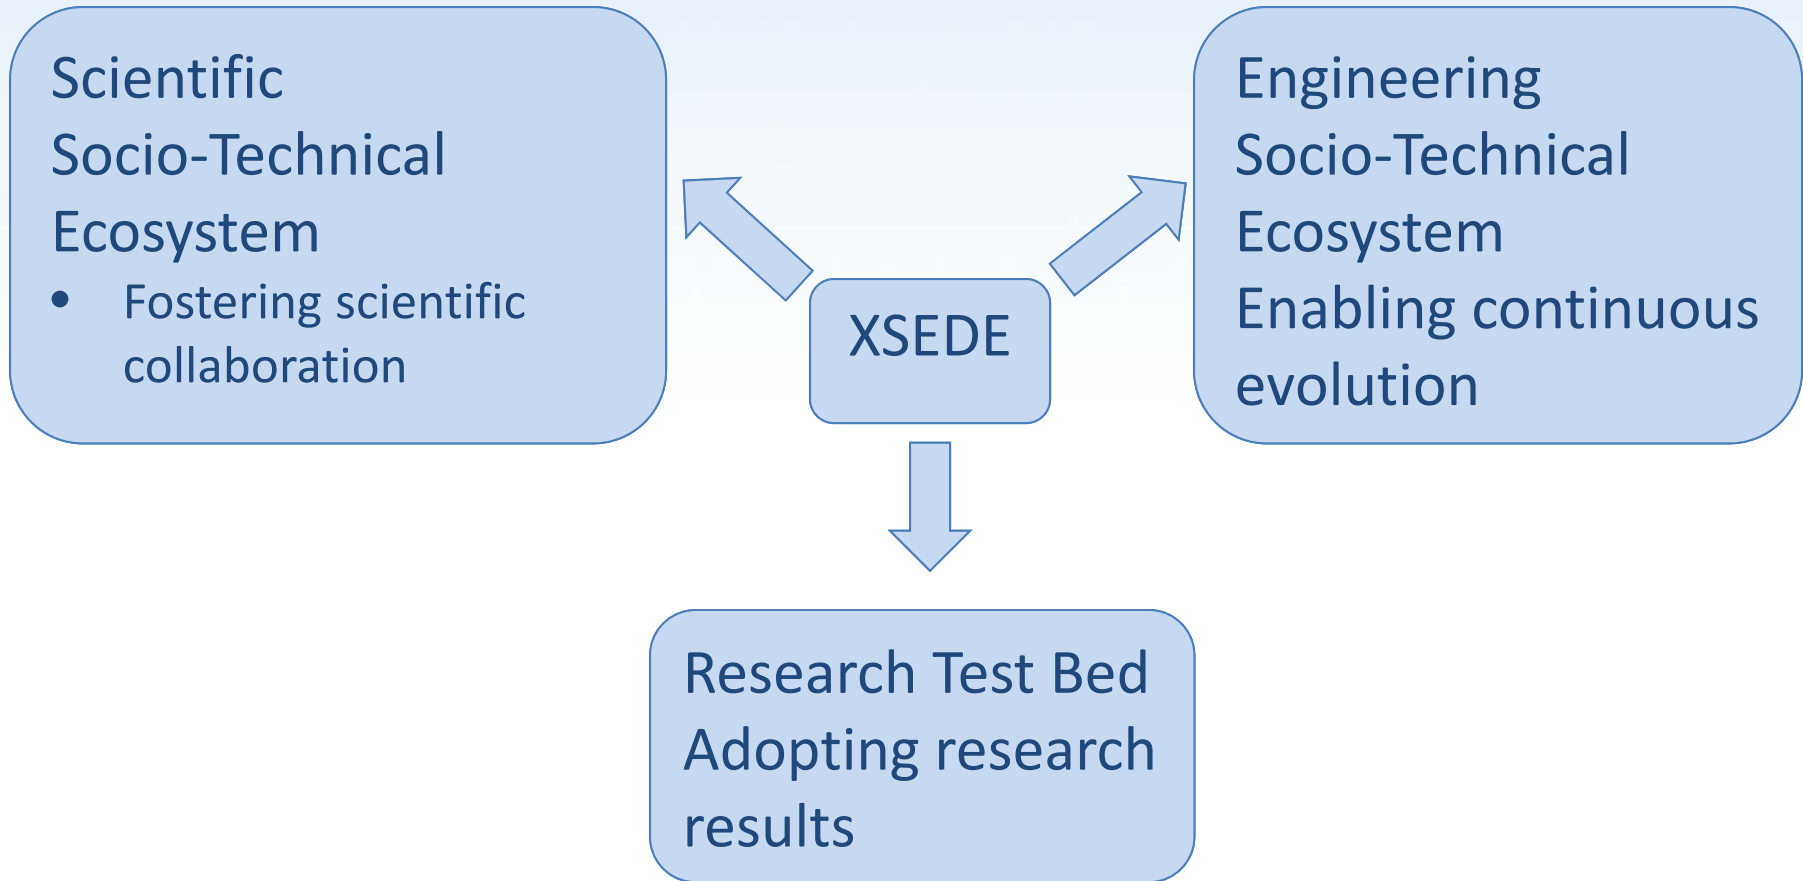 Scientific
Socio-Technical
Ecosystem
• Fostering scientific
collaboration
XSEDE
Engineering
Socio-Technical
Ecosystem
Enabling continuous
evolution
Research Test Bed
Adopting research
results